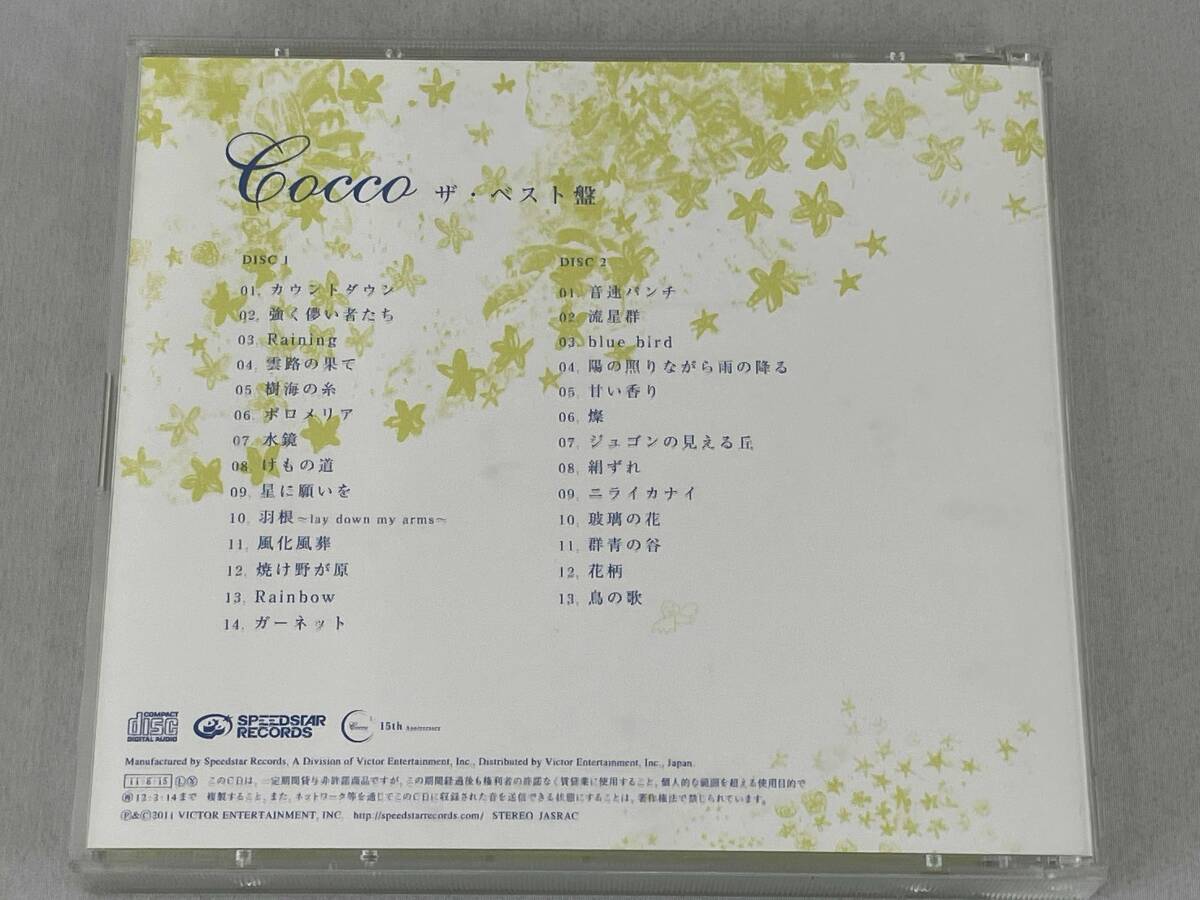 Cocco ザ・ベスト盤
DISC 1
01. カウントダウン
02. 強く儚い者たち
03. Raining
04. 雲路の果て
05. 樹海の糸
06. ポロメリア
07. 水鏡
08. けもの道
09. 星に願いを
10. 羽根~lay down my arms~
11. 風化風葬
12. 焼け野が原
13. Rainbow
14. ガーネット
DISC 2
01. 音速パンチ
02. 流星群
03. blue bird
04. 陽の照りながら雨の降る
05. 甘い香り
06. 燦
07. ジュゴンの見える丘
08. 絹ずれ
09. ニライカナイ
10. 玻璃の花
11. 群青の谷
12. 花柄
13. 鳥の歌
COMPACT
disc
DIGITAL AUDIO
SPEEDSTAR
RECORDS
Cocco 15th Anniversary
Manufactured by Speedstar Records, A Division of Victor Entertainment, Inc., Distributed by Victor Entertainment, Inc., Japan.
11・6・15 Ⓛ Ⓨ このCDは、一定期間貸与非許諾商品ですが、この期間経過後も権利者の許諾なく賃貸業に使用すること、個人的な範囲を超える使用目的で
12・3・14まで 複製すること、また、ネットワーク等を通じてこのCDに収録された音を送信できる状態にすることは、著作権法で禁じられています。
Ⓟ&©2011 VICTOR ENTERTAINMENT, INC. http://speedstarrecords.com/ STEREO JASRAC